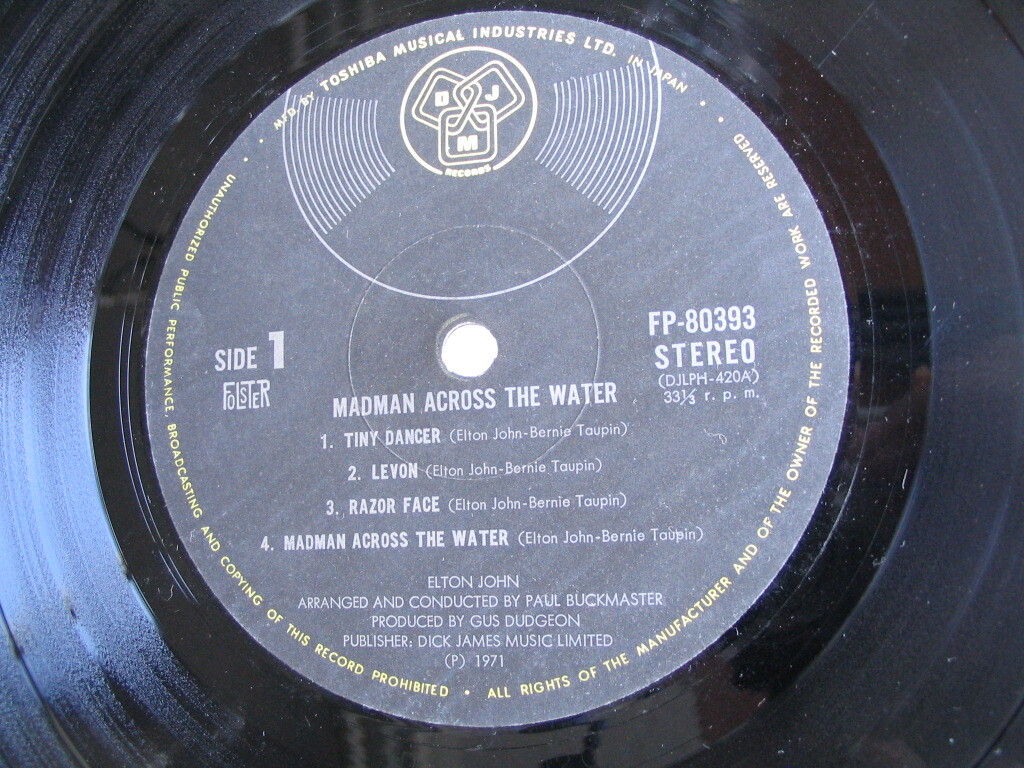 MFD. BY TOSHIBA MUSICAL INDUSTRIES LTD. IN JAPAN
D J
M
RECORDS
SIDE 1
FOLSTER
FP-80393
STEREO
(DJLPH-420A)
33⅓ r. p. m.
MADMAN ACROSS THE WATER
1. TINY DANCER (Elton John-Bernie Taupin)
2. LEVON (Elton John-Bernie Taupin)
3. RAZOR FACE (Elton John-Bernie Taupin)
4. MADMAN ACROSS THE WATER (Elton John-Bernie Taupin)
ELTON JOHN
ARRANGED AND CONDUCTED BY PAUL BUCKMASTER
PRODUCED BY GUS DUDGEON
PUBLISHER: DICK JAMES MUSIC LIMITED
(P) 1971
UNAUTHORIZED PUBLIC PERFORMANCE, BROADCASTING AND COPYING OF THIS RECORD PROHIBITED • ALL RIGHTS OF THE MANUFACTURER AND OF THE OWNER OF THE RECORDED WORK ARE RESERVED